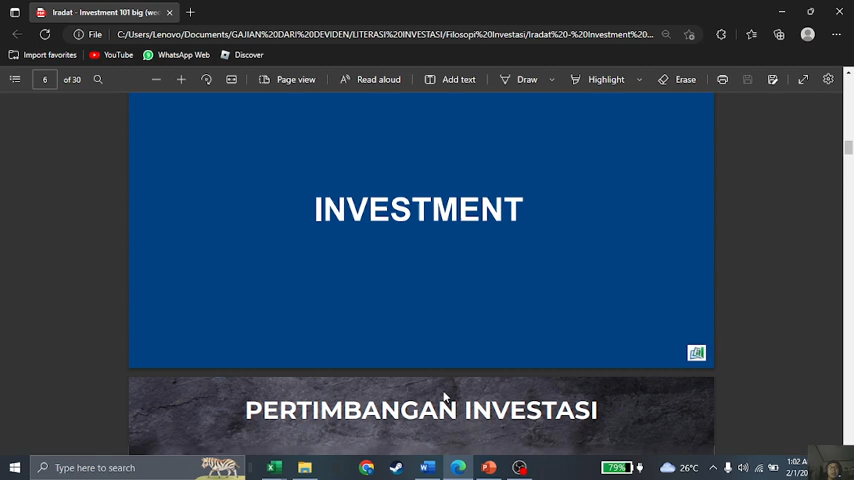 Iradat - Investment 101 big (wee
File
C:/Users/Lenovo/Documents/GAJIAN%20DARI%20DEVIDEN/LITERASI%20INVESTASI/Filosopi%20Investasi/Iradat%20-%20Investment%20...
Import favorites
YouTube
WhatsApp Web
Discover
6 of 30
Page view
Read aloud
Add text
Draw
Highlight
Erase
INVESTMENT
PERTIMBANGAN INVESTASI
Type here to search
79%
26°C
1:02 A
2/1/20